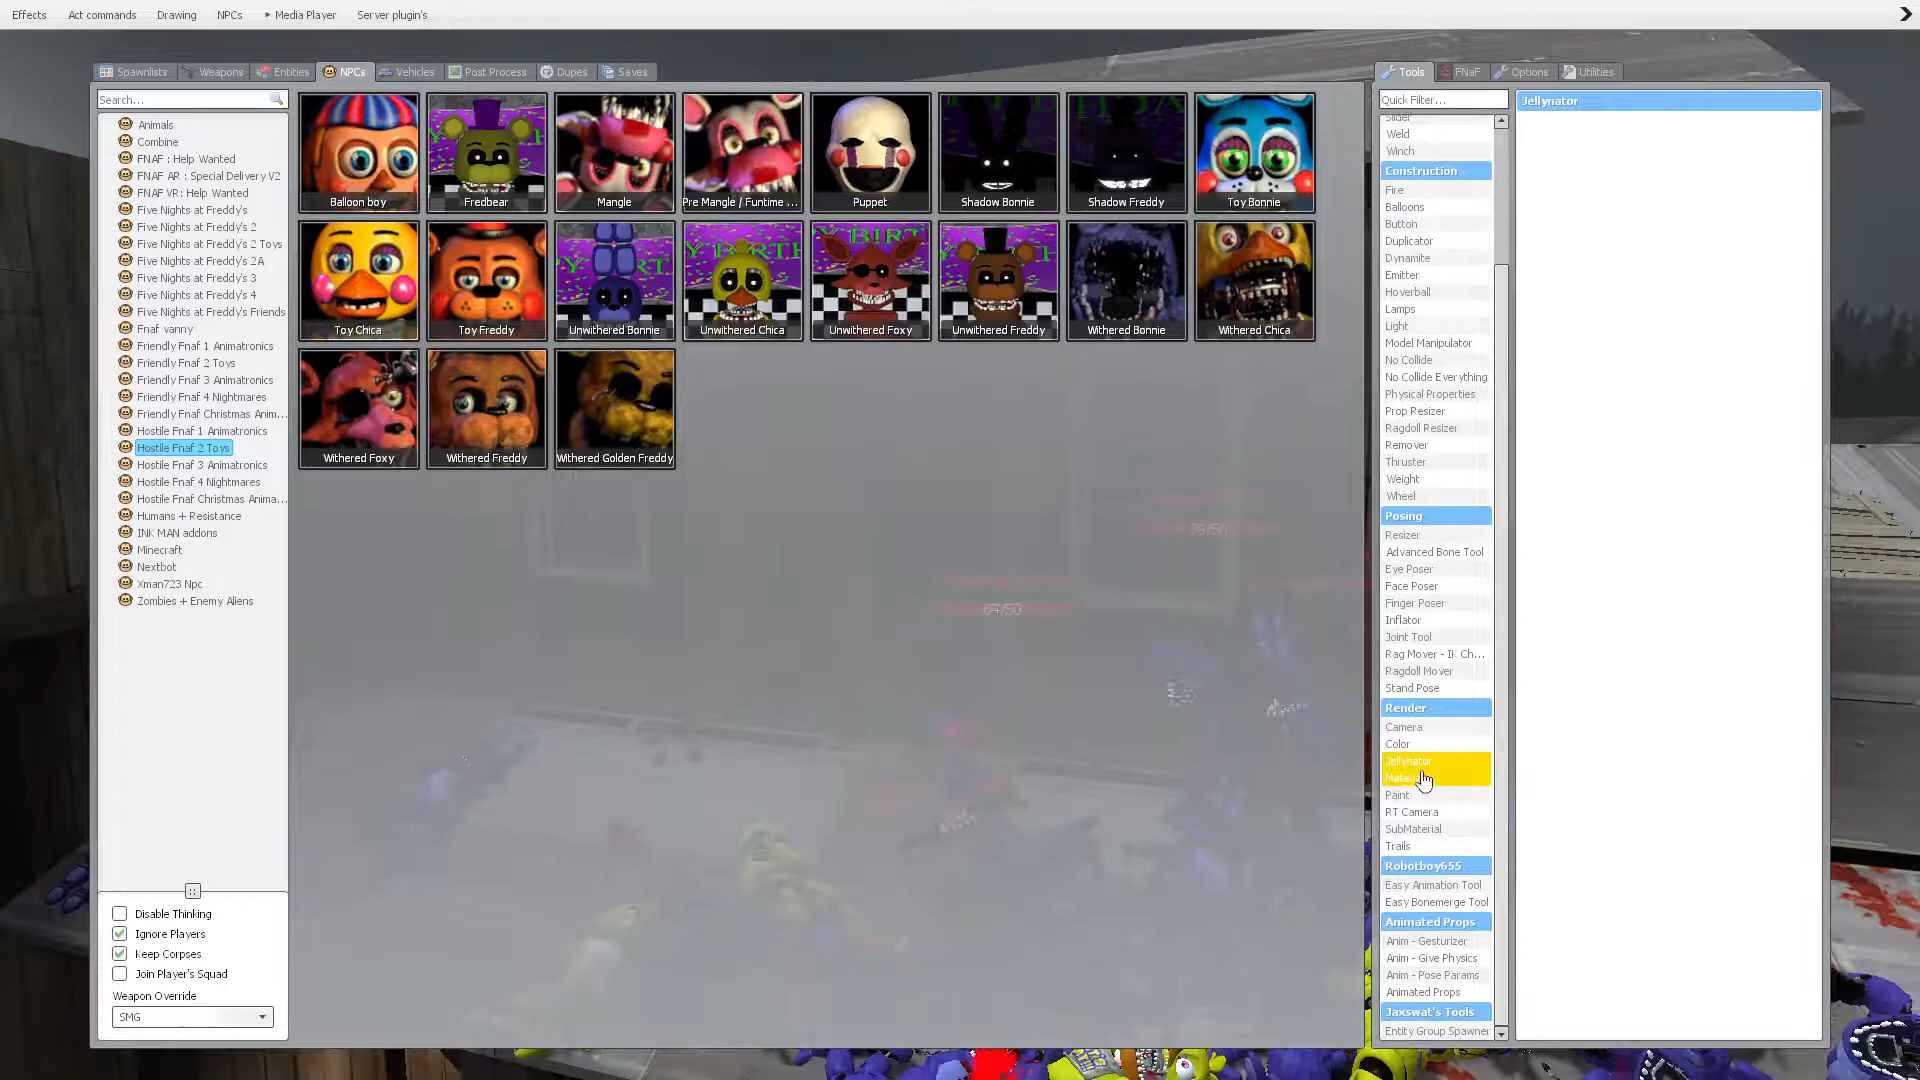 Effects Act commands Drawing NPCs Media Player Server plugin's
Spawnlists Weapons Entities NPCs Vehicles Post Process Dupes Saves
Search...
Animals
Combine
FNAF : Help Wanted
FNAF AR : Special Delivery V2
FNAF VR: Help Wanted
Five Nights at Freddy's
Five Nights at Freddy's 2
Five Nights at Freddy's 2 Toys
Five Nights at Freddy's 2A
Five Nights at Freddy's 3
Five Nights at Freddy's 4
Five Nights at Freddy's Friends
Fnaf vanny
Friendly Fnaf 1 Animatronics
Friendly Fnaf 2 Toys
Friendly Fnaf 3 Animatronics
Friendly Fnaf 4 Nightmares
Friendly Fnaf Christmas Anim...
Hostile Fnaf 1 Animatronics
Hostile Fnaf 2 Toys
Hostile Fnaf 3 Animatronics
Hostile Fnaf 4 Nightmares
Hostile Fnaf Christmas Anima...
Humans + Resistance
INK MAN addons
Minecraft
Nextbot
Xman723 Npc
Zombies + Enemy Aliens
Disable Thinking
Ignore Players
Keep Corpses
Join Player's Squad
Weapon Override
SMG
Balloon boy Fredbear Mangle Pre Mangle / Funtime ... Puppet Shadow Bonnie Shadow Freddy Toy Bonnie
Toy Chica Toy Freddy Unwithered Bonnie Unwithered Chica Unwithered Foxy Unwithered Freddy Withered Bonnie Withered Chica
Withered Foxy Withered Freddy Withered Golden Freddy
79/50
64/50
Tools FNaF Options Utilities
Quick Filter...
Slider
Weld
Winch
Construction
Fire
Balloons
Button
Duplicator
Dynamite
Emitter
Hoverball
Lamps
Light
Model Manipulator
No Collide
No Collide Everything
Physical Properties
Prop Resizer
Ragdoll Resizer
Remover
Thruster
Weight
Wheel
Posing
Resizer
Advanced Bone Tool
Eye Poser
Face Poser
Finger Poser
Inflator
Joint Tool
Rag Mover - IK Ch...
Ragdoll Mover
Stand Pose
Render
Camera
Color
Jellynator
Paint
RT Camera
SubMaterial
Trails
Robotboy655
Easy Animation Tool
Easy Bonemerge Tool
Animated Props
Anim - Gesturizer
Anim - Give Physics
Anim - Pose Params
Animated Props
Jaxswat's Tools
Entity Group Spawner
Jellynator